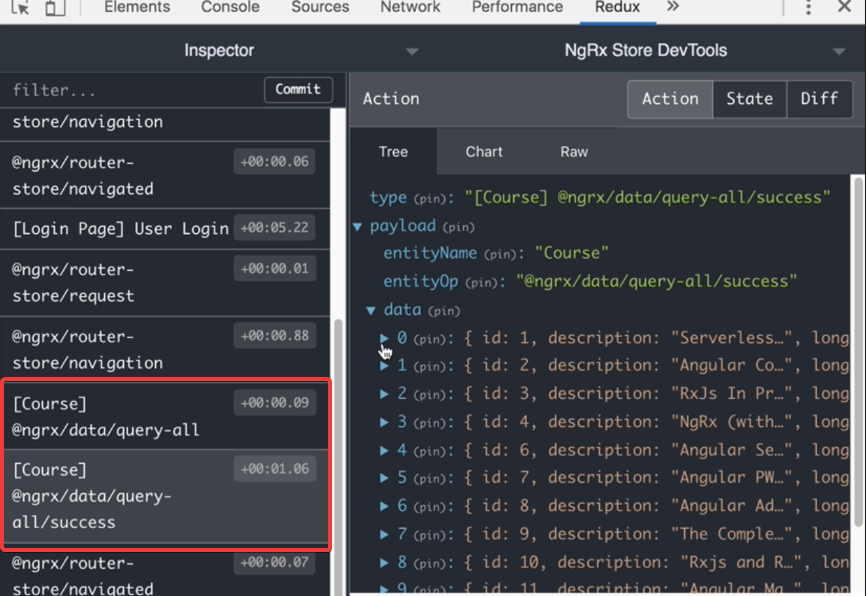 Elements Console Sources Network Performance Redux »
Inspector NgRx Store DevTools
filter... Commit
Action Action State Diff
store/navigation
@ngrx/router-
store/navigated +00:00.06
[Login Page] User Login +00:05.22
@ngrx/router-
store/request +00:00.01
@ngrx/router-
store/navigation +00:00.88
[Course]
@ngrx/data/query-all +00:00.09
[Course]
@ngrx/data/query-
all/success +00:01.06
@ngrx/router-
store/navigated +00:00.07
Tree Chart Raw
type (pin): "[Course] @ngrx/data/query-all/success"
payload (pin)
entityName (pin): "Course"
entityOp (pin): "@ngrx/data/query-all/success"
data (pin)
0 (pin): { id: 1, description: "Serverless…", long
1 (pin): { id: 2, description: "Angular Co…", long
2 (pin): { id: 3, description: "RxJs In Pr…", long
3 (pin): { id: 4, description: "NgRx (with…", long
4 (pin): { id: 6, description: "Angular Se…", long
5 (pin): { id: 7, description: "Angular PW…", long
6 (pin): { id: 8, description: "Angular Ad…", long
7 (pin): { id: 9, description: "The Comple…", long
8 (pin): { id: 10, description: "Rxjs and R…", lon
9 (pin): { id: 11, description: "Angular Ma…", lon